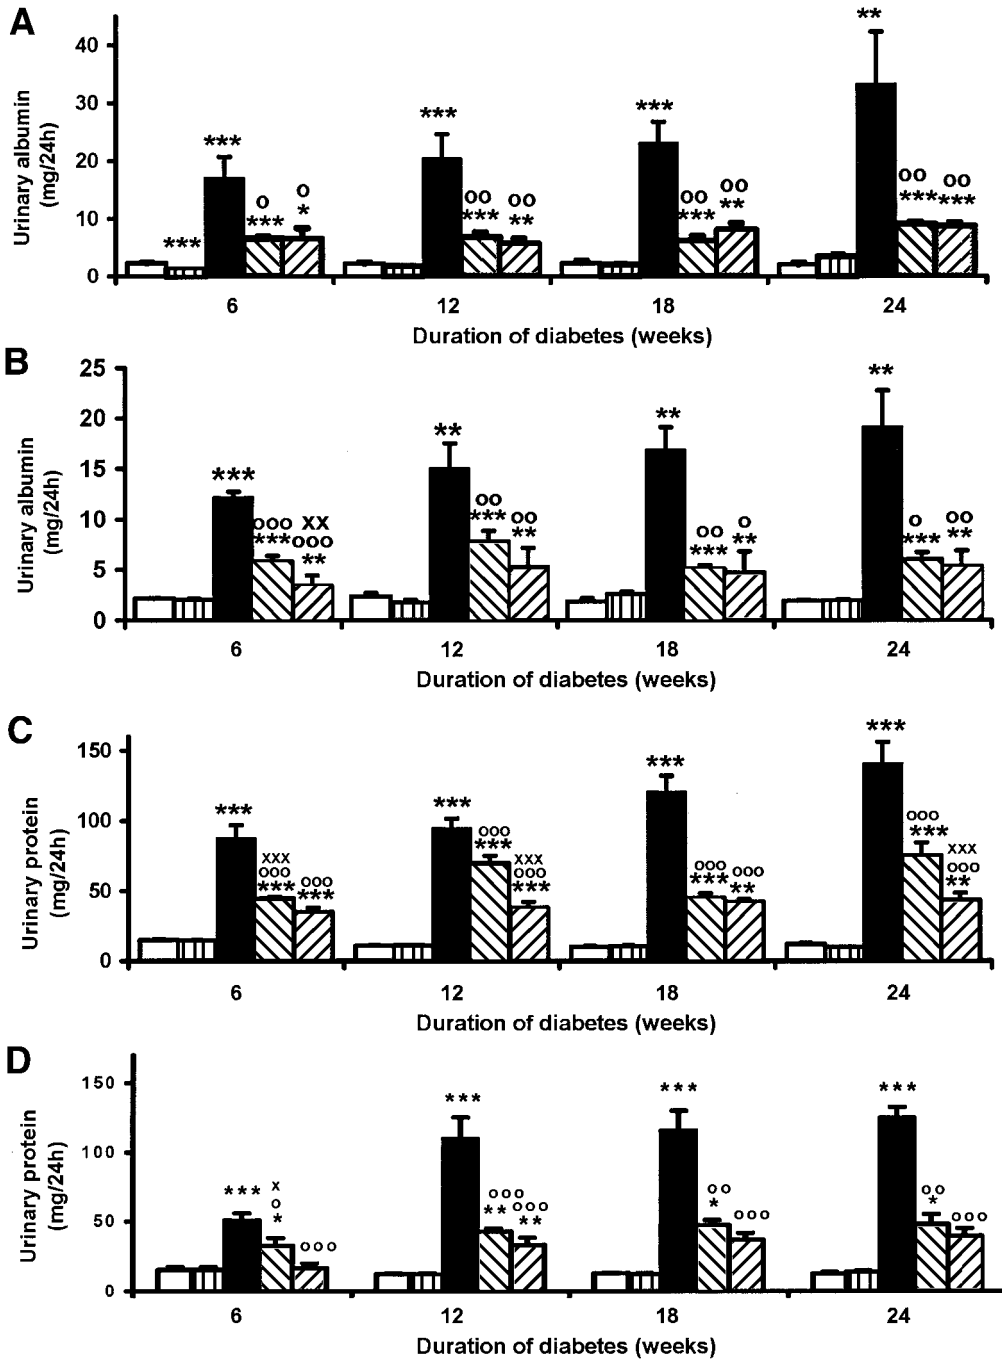 A
Urinary albumin
(mg/24h)
40
30
20
10
0
***
***
o
***
o
*
***
oo
***
oo
**
***
oo
***
oo
**
**
oo
***
oo
***
6
12
18
24
Duration of diabetes (weeks)
B
Urinary albumin
(mg/24h)
25
20
15
10
5
0
***
ooo
***
xx
ooo
**
**
oo
***
oo
**
**
oo
***
o
**
**
o
***
oo
**
6
12
18
24
Duration of diabetes (weeks)
C
Urinary protein
(mg/24h)
150
100
50
0
***
xxx
ooo
***
ooo
***
***
ooo
***
xxx
ooo
***
***
ooo
***
ooo
**
***
ooo
***
xxx
ooo
**
6
12
18
24
Duration of diabetes (weeks)
D
Urinary protein
(mg/24h)
150
100
50
0
***
x
o
*
ooo
***
ooo
**
ooo
**
***
oo
*
ooo
***
oo
*
ooo
6
12
18
24
Duration of diabetes (weeks)